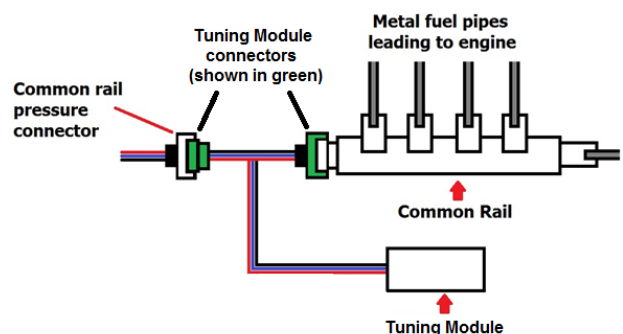 Tuning Module
connectors
(shown in green)
Metal fuel pipes
leading to engine
Common rail
pressure
connector
Common Rail
Tuning Module